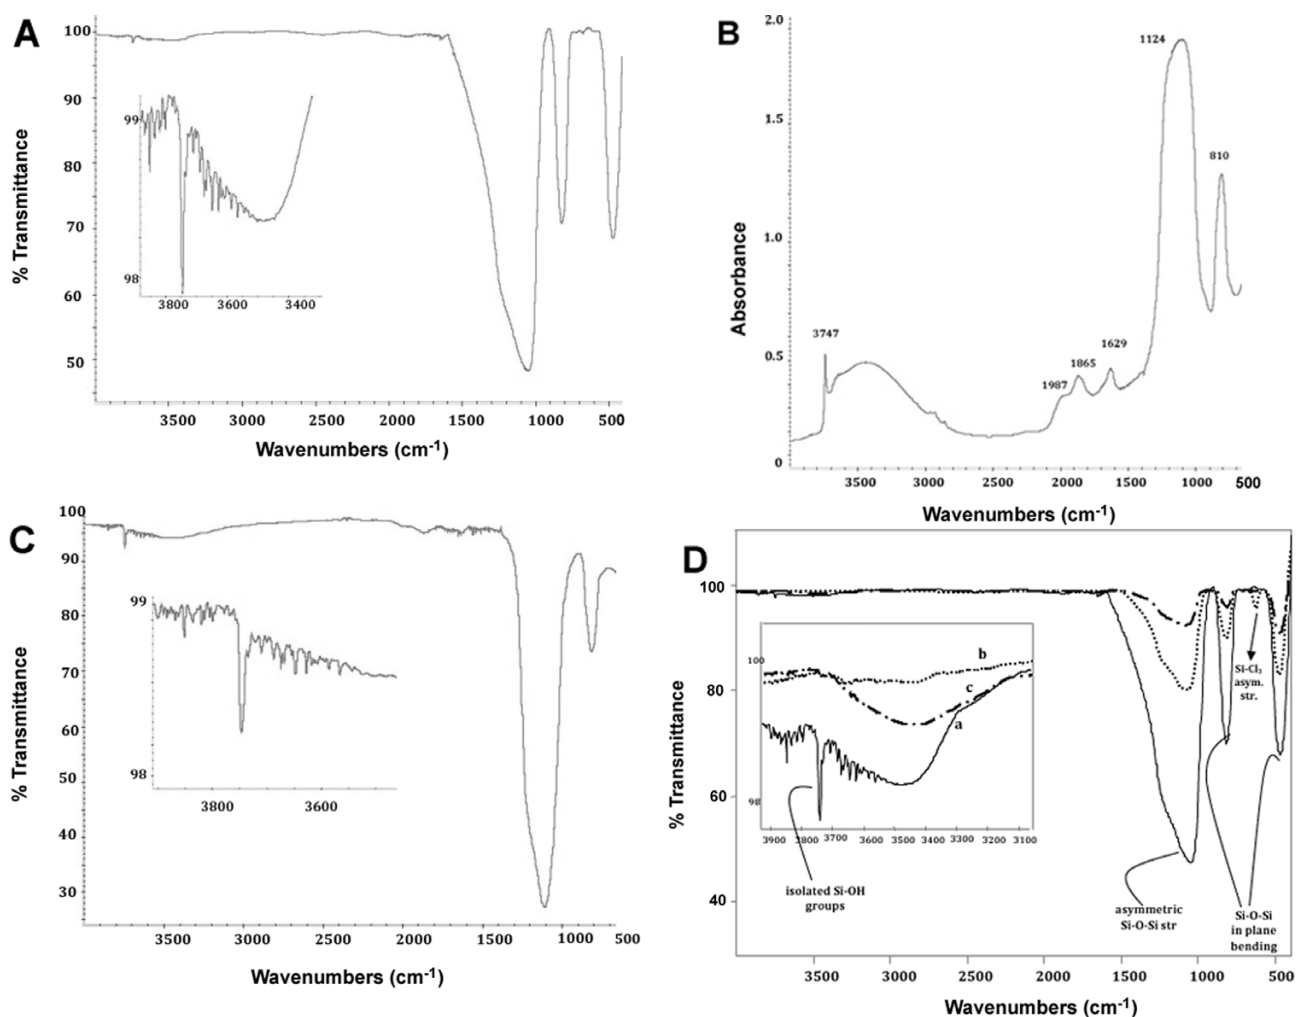 A
100
90
80
70
60
50
99
98
3800 3600 3400
3500 3000 2500 2000 1500 1000 500
% Transmittance
Wavenumbers (cm-1)
B
2.0
1.5
1.0
0.5
0
1124
810
3747
1987
1865
1629
3500 3000 2500 2000 1500 1000 500
Absorbance
Wavenumbers (cm-1)
C
100
90
80
70
60
50
40
30
99
98
3800 3600
3500 3000 2500 2000 1500 1000 500
% Transmittance
Wavenumbers (cm-1)
D
100
80
60
40
100
98
b
c
a
3900 3800 3700 3600 3500 3400 3300 3200 3100
Si-Cl3
asym.
str.
isolated Si-OH
groups
asymmetric
Si-O-Si str
Si-O-Si
in plane
bending
3500 3000 2500 2000 1500 1000 500
% Transmittance
Wavenumbers (cm-1)